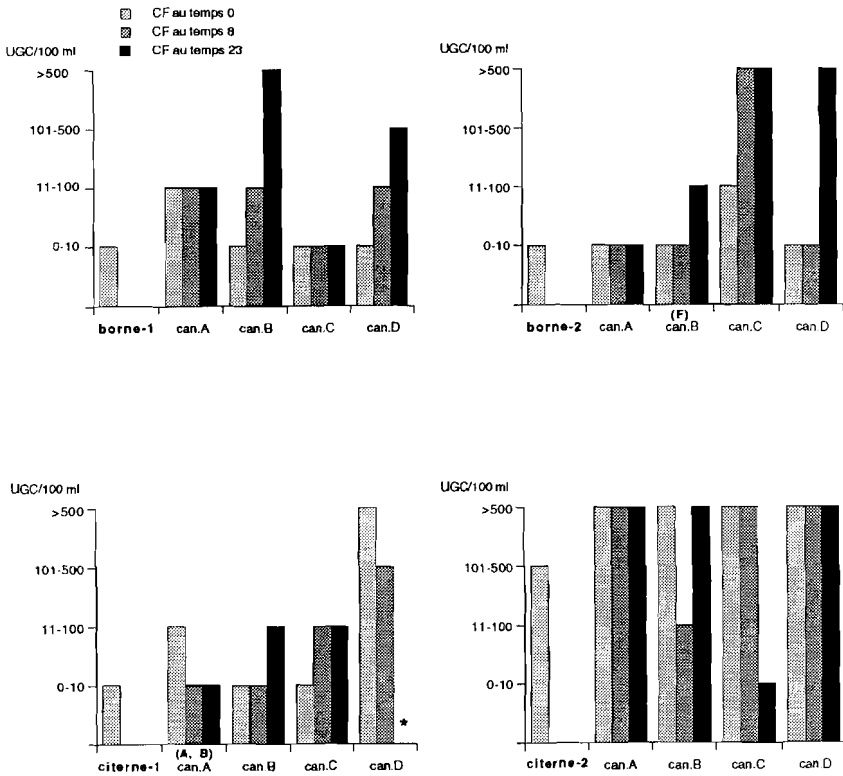 CF au temps 0
CF au temps 8
CF au temps 23
UGC/100 ml
>500
101-500
11-100
0-10
borne-1 can.A can.B can.C can.D
UGC/100 ml
>500
101-500
11-100
0-10
(F)
borne-2 can.A can.B can.C can.D
UGC/100 ml
>500
101-500
11-100
0-10
*
(A, B)
citerne-1 can.A can.B can.C can.D
UGC/100 ml
>500
101-500
11-100
0-10
citerne-2 can.A can.B can.C can.D